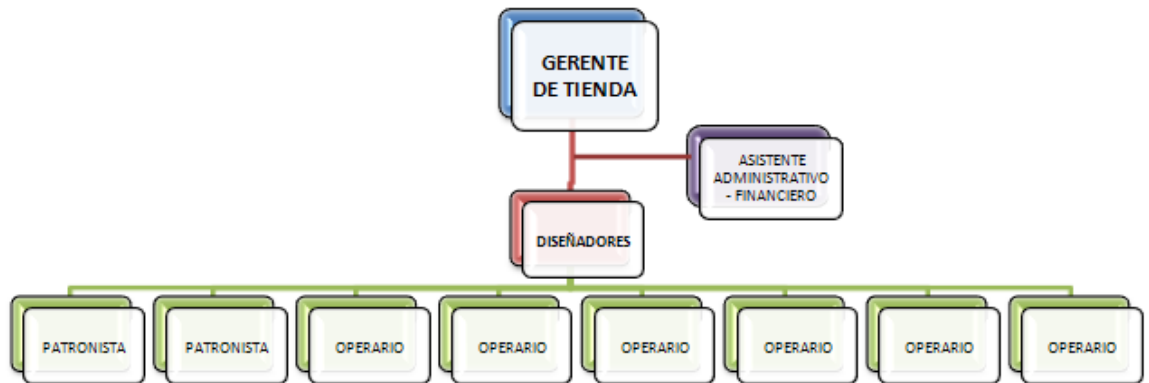 GERENTE
DE TIENDA
ASISTENTE
ADMINISTRATIVO
- FINANCIERO
DISEÑADORES
PATRONISTA
PATRONISTA
OPERARIO
OPERARIO
OPERARIO
OPERARIO
OPERARIO
OPERARIO